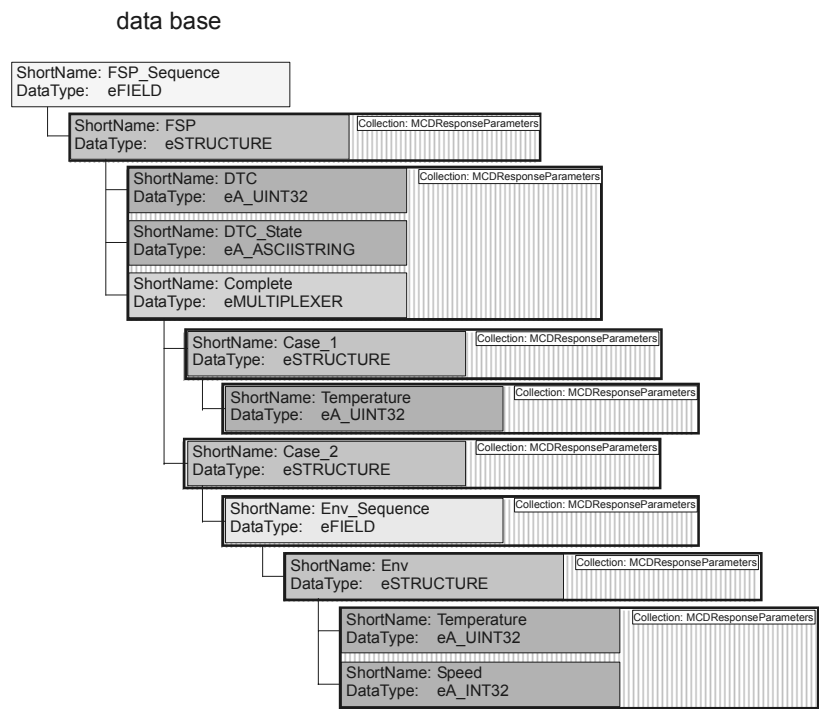 data base
ShortName: FSP_Sequence
DataType: eFIELD
ShortName: FSP
DataType: eSTRUCTURE
Collection: MCDResponseParameters
ShortName: DTC
DataType: eA_UINT32
Collection: MCDResponseParameters
ShortName: DTC_State
DataType: eA_ASCIISTRING
ShortName: Complete
DataType: eMULTIPLEXER
ShortName: Case_1
DataType: eSTRUCTURE
Collection: MCDResponseParameters
ShortName: Temperature
DataType: eA_UINT32
Collection: MCDResponseParameters
ShortName: Case_2
DataType: eSTRUCTURE
Collection: MCDResponseParameters
ShortName: Env_Sequence
DataType: eFIELD
Collection: MCDResponseParameters
ShortName: Env
DataType: eSTRUCTURE
Collection: MCDResponseParameters
ShortName: Temperature
DataType: eA_UINT32
Collection: MCDResponseParameters
ShortName: Speed
DataType: eA_INT32